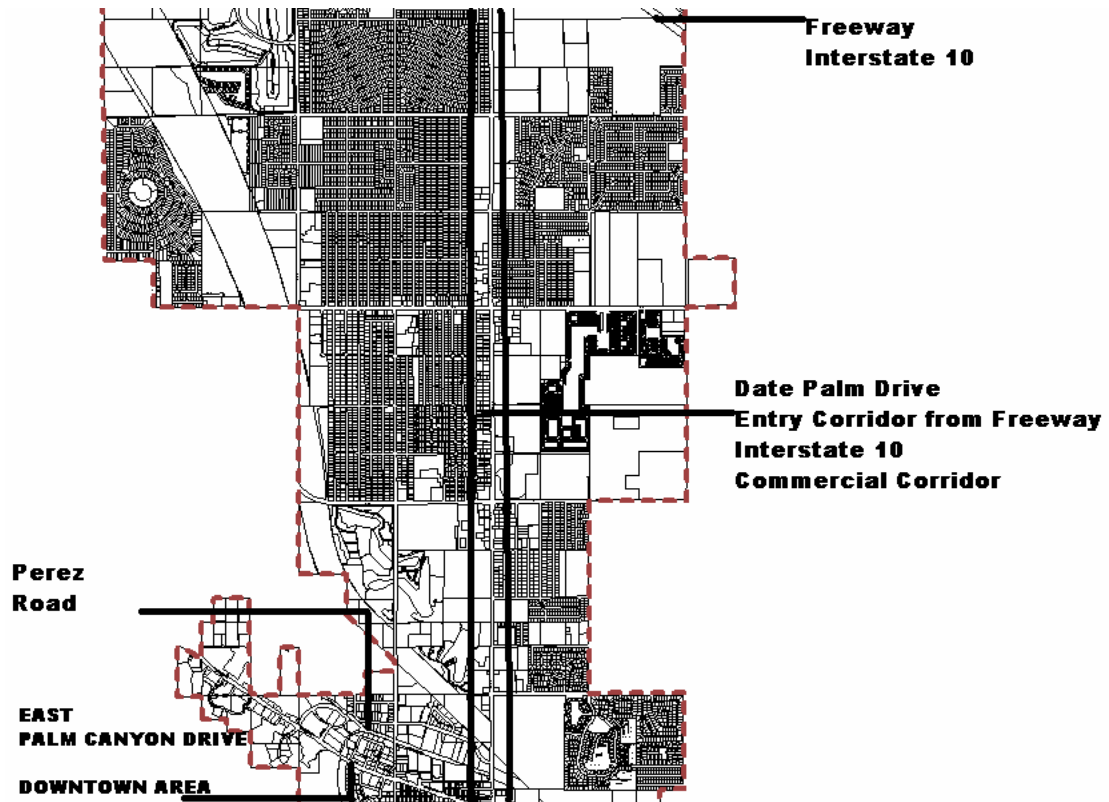 Freeway
Interstate 10
Date Palm Drive
Entry Corridor from Freeway
Interstate 10
Commercial Corridor
Perez
Road
EAST
PALM CANYON DRIVE
DOWNTOWN AREA